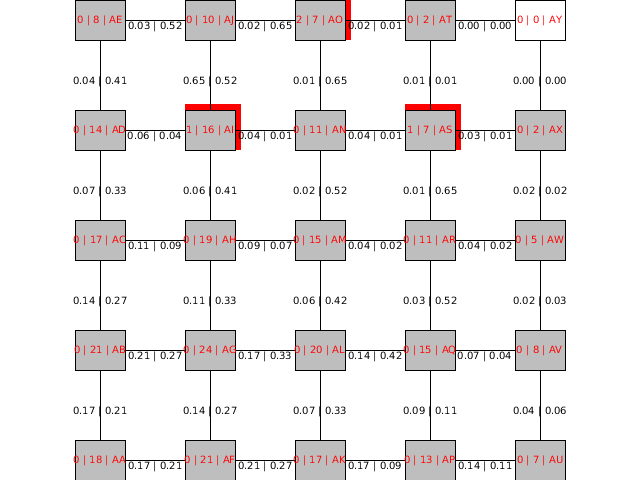 0 | 8 | AE 0.03 | 0.52 0 | 10 | AJ 0.02 | 0.65 2 | 7 | AO 0.02 | 0.01 0 | 2 | AT 0.00 | 0.00 0 | 0 | AY
0.04 | 0.41 0.65 | 0.52 0.01 | 0.65 0.01 | 0.01 0.00 | 0.00
0 | 14 | AD 0.06 | 0.04 1 | 16 | AI 0.04 | 0.01 0 | 11 | AN 0.04 | 0.01 1 | 7 | AS 0.03 | 0.01 0 | 2 | AX
0.07 | 0.33 0.06 | 0.41 0.02 | 0.52 0.01 | 0.65 0.02 | 0.02
0 | 17 | AC 0.11 | 0.09 0 | 19 | AH 0.09 | 0.07 0 | 15 | AM 0.04 | 0.02 0 | 11 | AR 0.04 | 0.02 0 | 5 | AW
0.14 | 0.27 0.11 | 0.33 0.06 | 0.42 0.03 | 0.52 0.02 | 0.03
0 | 21 | AB 0.21 | 0.27 0 | 24 | AG 0.17 | 0.33 0 | 20 | AL 0.14 | 0.42 0 | 15 | AQ 0.07 | 0.04 0 | 8 | AV
0.17 | 0.21 0.14 | 0.27 0.07 | 0.33 0.09 | 0.11 0.04 | 0.06
0 | 18 | AA 0.17 | 0.21 0 | 21 | AF 0.21 | 0.27 0 | 17 | AK 0.17 | 0.09 0 | 13 | AP 0.14 | 0.11 0 | 7 | AU